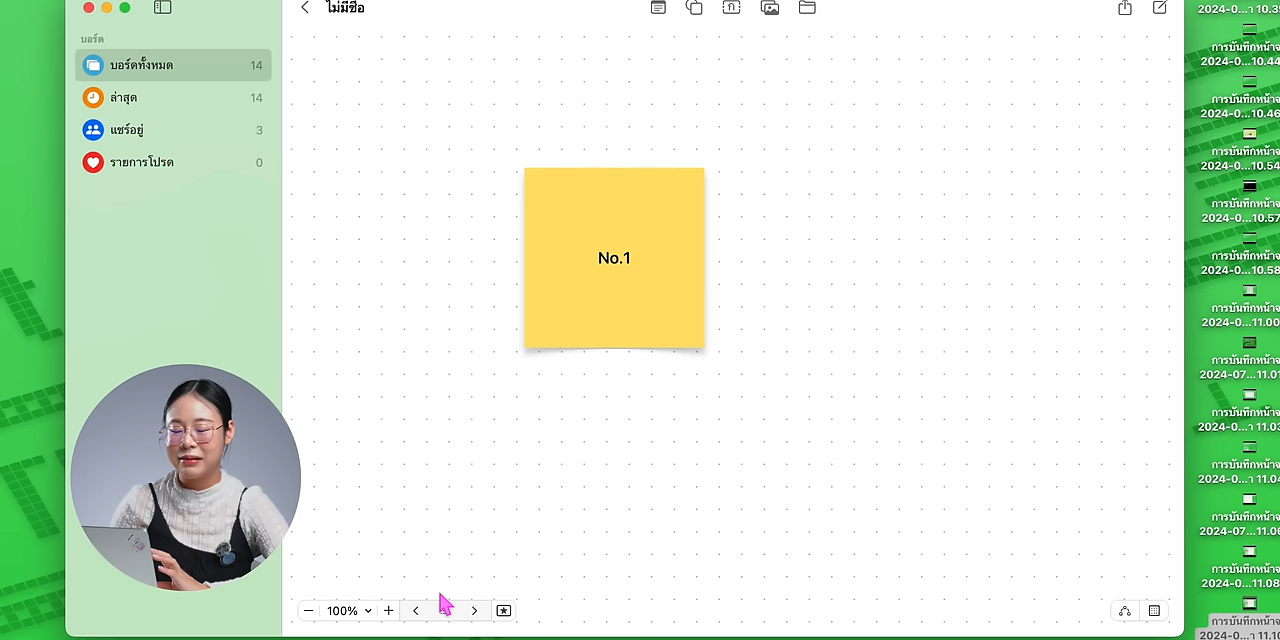 บอร์ด
บอร์ดทั้งหมด 14
ล่าสุด 14
แชร์อยู่ 3
รายการโปรด 0
ไม่มีชื่อ
No.1
100%
2024-0...า 10.3
การบันทึกหน้าจ
2024-0...10.44
การบันทึกหน้าจ
2024-0...10.46
การบันทึกหน้าจ
2024-0...10.54
การบันทึกหน้าจ
2024-0...10.57
การบันทึกหน้าจ
2024-0...10.58
การบันทึกหน้าจ
2024-0...11.00
การบันทึกหน้าจ
2024-07...11.01
การบันทึกหน้าจ
2024-0...า 11.03
การบันทึกหน้าจ
2024-0...า 11.04
การบันทึกหน้าจ
2024-07...11.06
การบันทึกหน้าจ
2024-0...า 11.08
การบันทึกหน้าจ